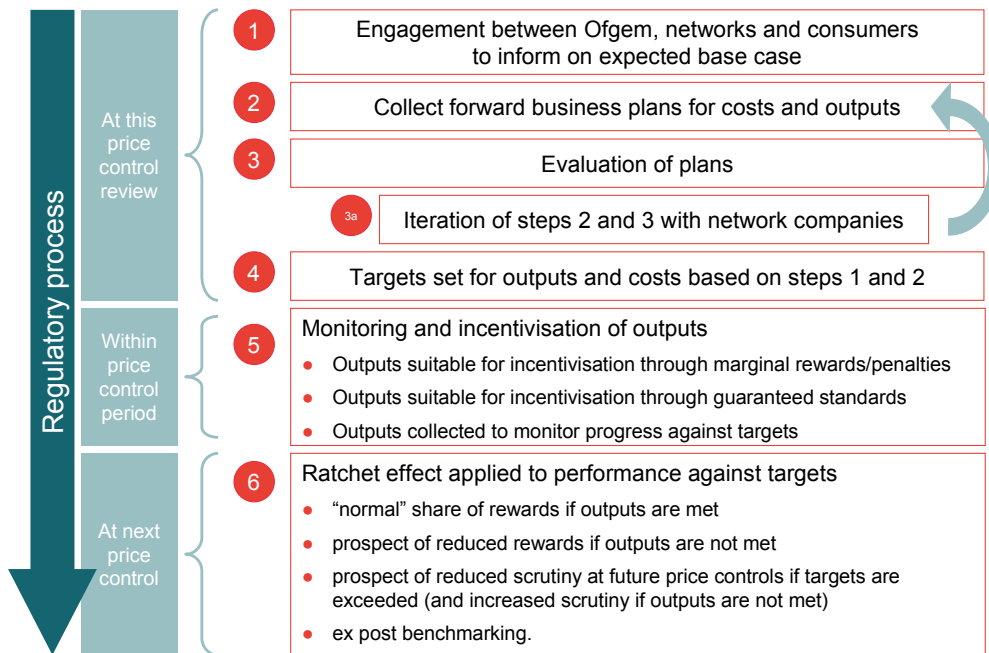 Regulatory process
At this
price
control
review
1
Engagement between Ofgem, networks and consumers
to inform on expected base case
2
Collect forward business plans for costs and outputs
3
Evaluation of plans
3a
Iteration of steps 2 and 3 with network companies
4
Targets set for outputs and costs based on steps 1 and 2
Within
price
control
period
5
Monitoring and incentivisation of outputs
● Outputs suitable for incentivisation through marginal rewards/penalties
● Outputs suitable for incentivisation through guaranteed standards
● Outputs collected to monitor progress against targets
At next
price
control
6
Ratchet effect applied to performance against targets
● “normal” share of rewards if outputs are met
● prospect of reduced rewards if outputs are not met
● prospect of reduced scrutiny at future price controls if targets are
exceeded (and increased scrutiny if outputs are not met)
● ex post benchmarking.